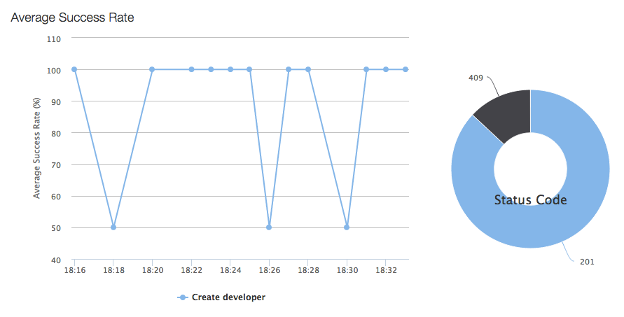 Average Success Rate
110
100
90
80
70
60
50
40
Average Success Rate (%)
18:16 18:18 18:20 18:22 18:24 18:26 18:28 18:30 18:32
Create developer
409
Status Code
201